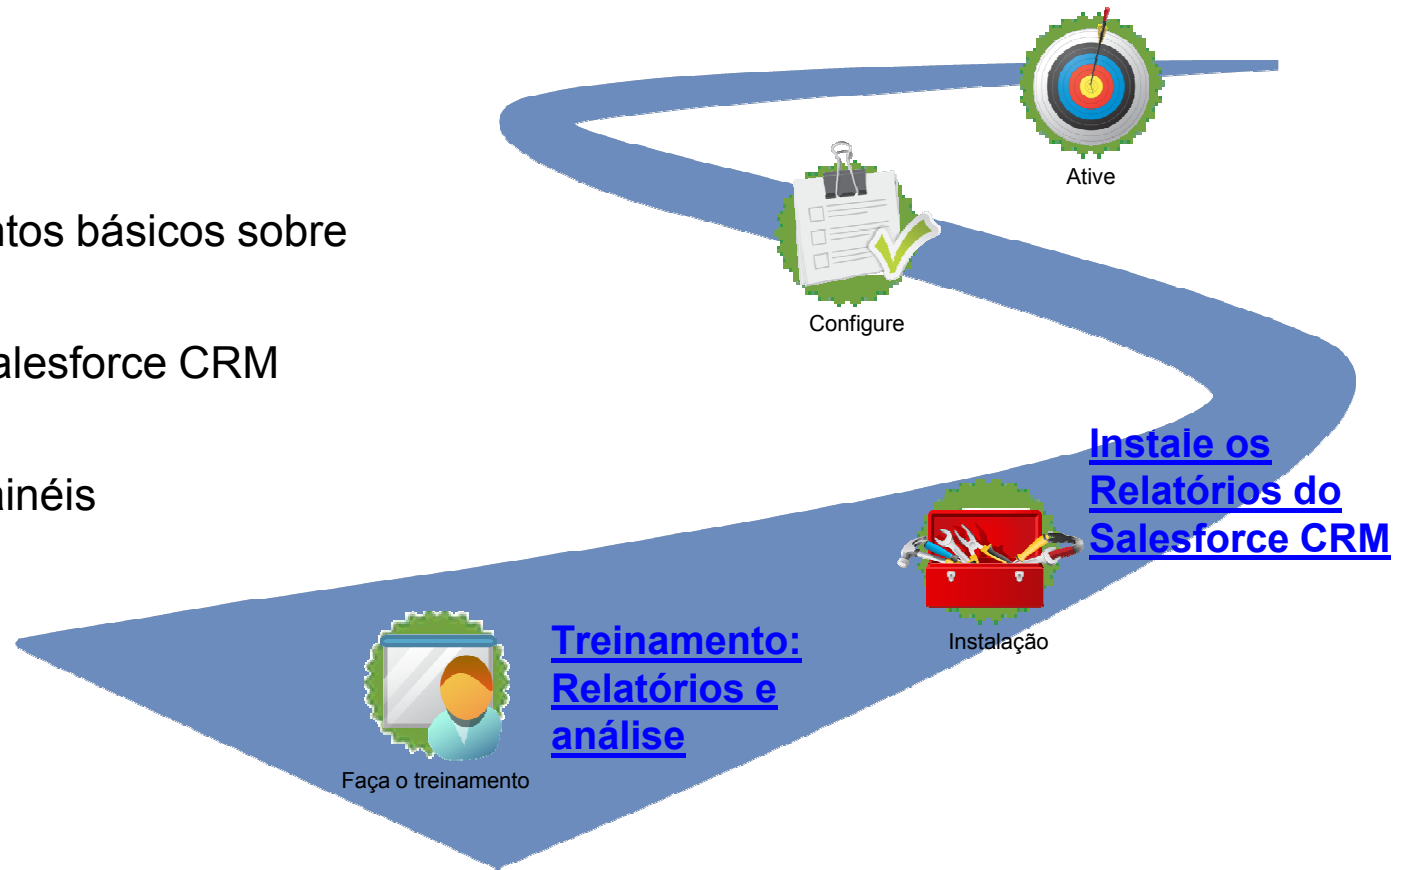 ntos básicos sobre
alesforce CRM
ainéis
Ative
Configure
Instale os
Relatórios do
Salesforce CRM
Instalação
Treinamento:
Relatórios e
análise
Faça o treinamento